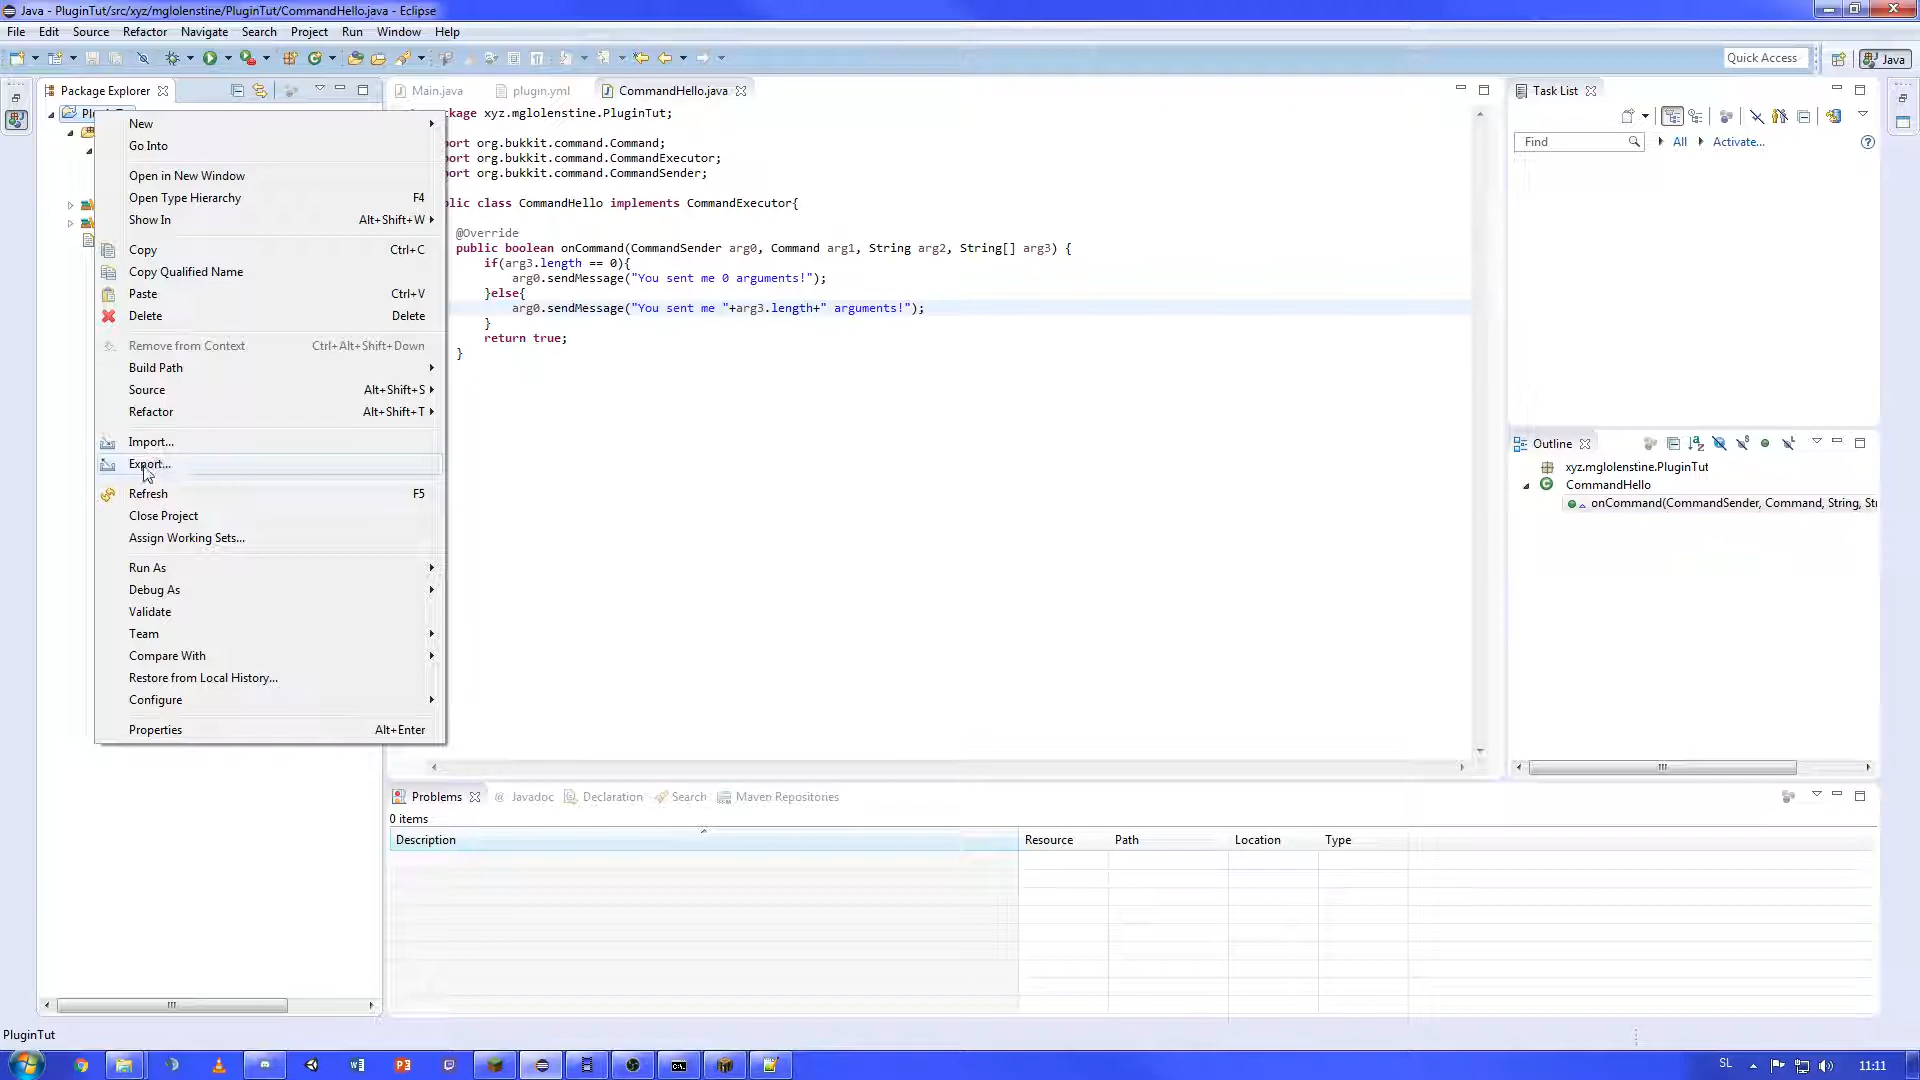 Java - PluginTut/src/xyz/mglolenstine/PluginTut/CommandHello.java - Eclipse
File Edit Source Refactor Navigate Search Project Run Window Help
Quick Access Java
Package Explorer
New
Go Into
Open in New Window
Open Type Hierarchy F4
Show In Alt+Shift+W
Copy Ctrl+C
Copy Qualified Name
Paste Ctrl+V
Delete Delete
Remove from Context Ctrl+Alt+Shift+Down
Build Path
Source Alt+Shift+S
Refactor Alt+Shift+T
Import...
Export...
Refresh F5
Close Project
Assign Working Sets...
Run As
Debug As
Validate
Team
Compare With
Restore from Local History...
Configure
Properties Alt+Enter
Main.java plugin.yml CommandHello.java
kage xyz.mglolenstine.PluginTut;
ort org.bukkit.command.Command;
ort org.bukkit.command.CommandExecutor;
ort org.bukkit.command.CommandSender;
lic class CommandHello implements CommandExecutor{
@Override
public boolean onCommand(CommandSender arg0, Command arg1, String arg2, String[] arg3) {
if(arg3.length == 0){
arg0.sendMessage("You sent me 0 arguments!");
}else{
arg0.sendMessage("You sent me "+arg3.length+" arguments!");
}
return true;
}
Task List
Find All Activate...
Outline
xyz.mglolenstine.PluginTut
CommandHello
onCommand(CommandSender, Command, String, Stri
Problems Javadoc Declaration Search Maven Repositories
0 items
Description Resource Path Location Type
PluginTut
SL 11:11